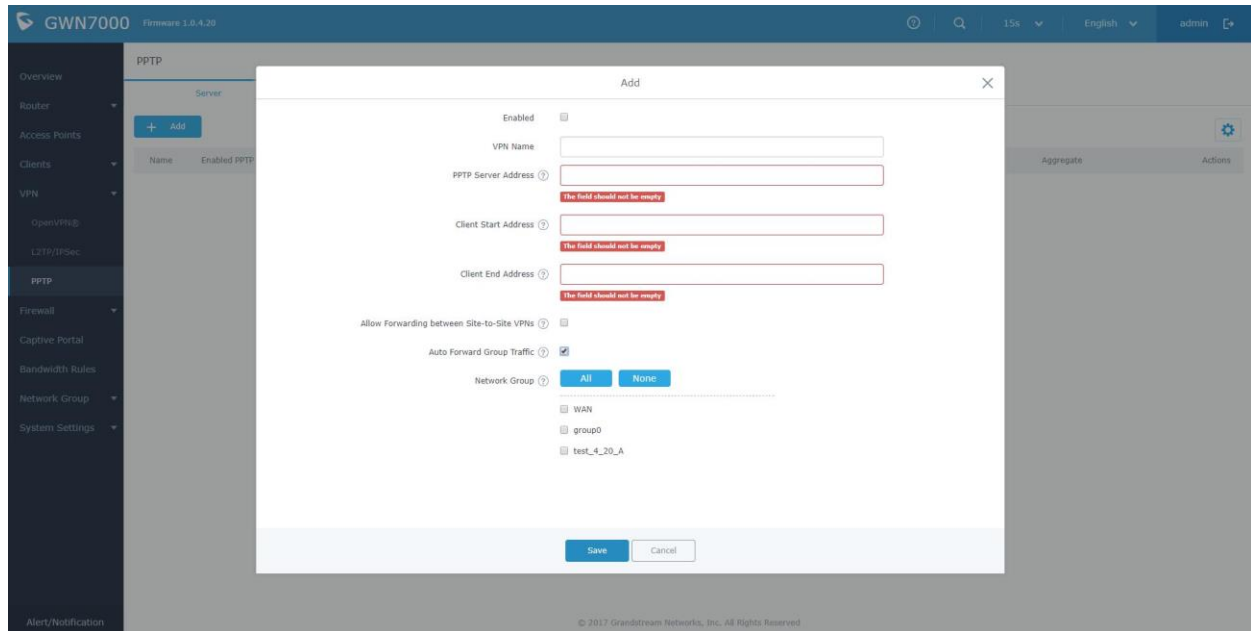 GWN7000 Firmware 1.0.4.20
15s English admin
Overview
Router
Access Points
Clients
VPN
OpenVPN®
L2TP/IPSec
PPTP
Firewall
Captive Portal
Bandwidth Rules
Network Group
System Settings
Alert/Notification
PPTP
Server
+ Add
Name Enabled PPTP Aggregate Actions
Add
Enabled
VPN Name
PPTP Server Address ?
The field should not be empty
Client Start Address ?
The field should not be empty
Client End Address ?
The field should not be empty
Allow Forwarding between Site-to-Site VPNs ?
Auto Forward Group Traffic ?
Network Group ? All None
WAN
group0
test_4_20_A
Save Cancel
© 2017 Grandstream Networks, Inc. All Rights Reserved